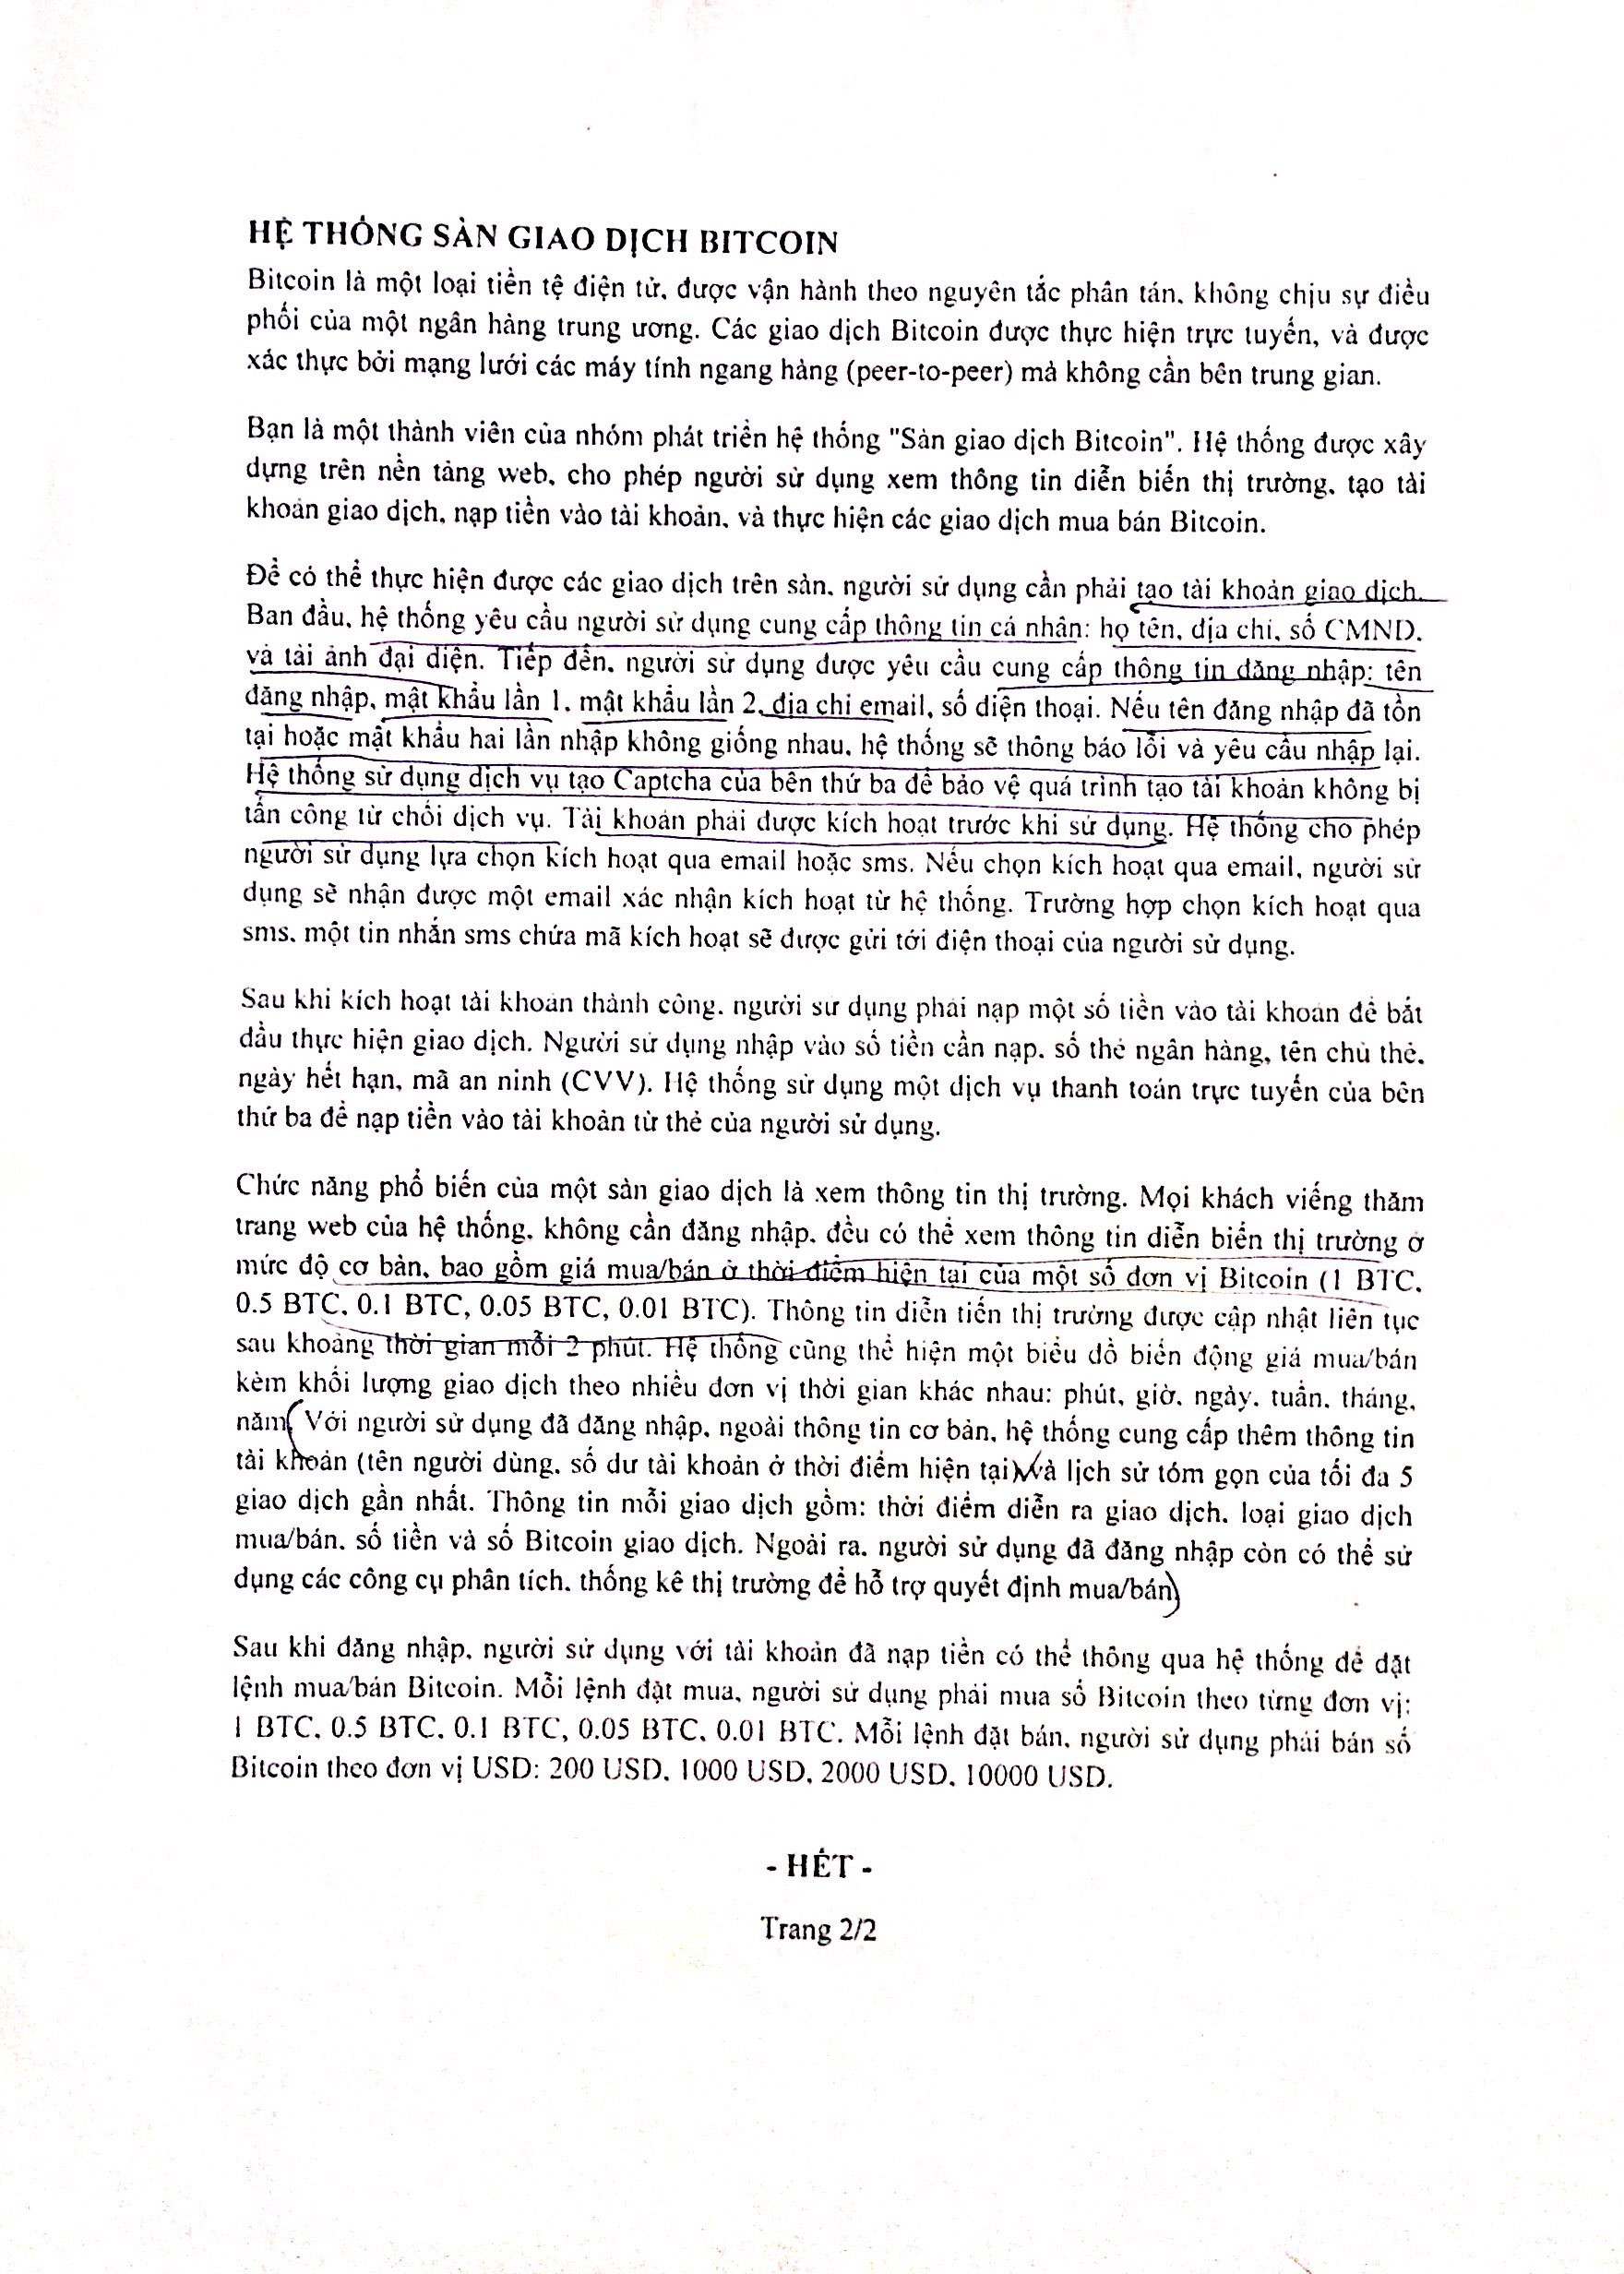 HỆ THỐNG SÀN GIAO DỊCH BITCOIN
Bitcoin là một loại tiền tệ điện tử, được vận hành theo nguyên tắc phân tán, không chịu sự điều
phối của một ngân hàng trung ương. Các giao dịch Bitcoin được thực hiện trực tuyến, và được
xác thực bởi mạng lưới các máy tính ngang hàng (peer-to-peer) mà không cần bên trung gian.
Bạn là một thành viên của nhóm phát triển hệ thống "Sàn giao dịch Bitcoin". Hệ thống được xây
dựng trên nền tảng web, cho phép người sử dụng xem thông tin diễn biến thị trường, tạo tài
khoản giao dịch, nạp tiền vào tài khoản, và thực hiện các giao dịch mua bán Bitcoin.
Để có thể thực hiện được các giao dịch trên sàn, người sử dụng cần phải tạo tài khoản giao dịch.
Ban đầu, hệ thống yêu cầu người sử dụng cung cấp thông tin cá nhân: họ tên, địa chỉ, số CMND,
và tải ảnh đại diện. Tiếp đến, người sử dụng được yêu cầu cung cấp thông tin đăng nhập: tên
đăng nhập, mật khẩu lần 1, mật khẩu lần 2, địa chỉ email, số điện thoại. Nếu tên đăng nhập đã tồn
tại hoặc mật khẩu hai lần nhập không giống nhau, hệ thống sẽ thông báo lỗi và yêu cầu nhập lại.
Hệ thống sử dụng dịch vụ tạo Captcha của bên thứ ba để bảo vệ quá trình tạo tài khoản không bị
tấn công từ chối dịch vụ. Tài khoản phải được kích hoạt trước khi sử dụng. Hệ thống cho phép
người sử dụng lựa chọn kích hoạt qua email hoặc sms. Nếu chọn kích hoạt qua email, người sử
dụng sẽ nhận được một email xác nhận kích hoạt từ hệ thống. Trường hợp chọn kích hoạt qua
sms, một tin nhắn sms chứa mã kích hoạt sẽ được gửi tới điện thoại của người sử dụng.
Sau khi kích hoạt tài khoản thành công, người sử dụng phải nạp một số tiền vào tài khoản để bắt
đầu thực hiện giao dịch. Người sử dụng nhập vào số tiền cần nạp, số thẻ ngân hàng, tên chủ thẻ,
ngày hết hạn, mã an ninh (CVV). Hệ thống sử dụng một dịch vụ thanh toán trực tuyến của bên
thứ ba để nạp tiền vào tài khoản từ thẻ của người sử dụng.
Chức năng phổ biến của một sàn giao dịch là xem thông tin thị trường. Mọi khách viếng thăm
trang web của hệ thống, không cần đăng nhập, đều có thể xem thông tin diễn biến thị trường ở
mức độ cơ bản, bao gồm giá mua/bán ở thời điểm hiện tại của một số đơn vị Bitcoin (1 BTC,
0.5 BTC, 0.1 BTC, 0.05 BTC, 0.01 BTC). Thông tin diễn tiến thị trường được cập nhật liên tục
sau khoảng thời gian mỗi 2 phút. Hệ thống cũng thể hiện một biểu đồ biến động giá mua/bán
kèm khối lượng giao dịch theo nhiều đơn vị thời gian khác nhau: phút, giờ, ngày, tuần, tháng,
năm. Với người sử dụng đã đăng nhập, ngoài thông tin cơ bản, hệ thống cung cấp thêm thông tin
tài khoản (tên người dùng, số dư tài khoản ở thời điểm hiện tại) và lịch sử tóm gọn của tối đa 5
giao dịch gần nhất. Thông tin mỗi giao dịch gồm: thời điểm diễn ra giao dịch, loại giao dịch
mua/bán, số tiền và số Bitcoin giao dịch. Ngoài ra, người sử dụng đã đăng nhập còn có thể sử
dụng các công cụ phân tích, thống kê thị trường để hỗ trợ quyết định mua/bán)
Sau khi đăng nhập, người sử dụng với tài khoản đã nạp tiền có thể thông qua hệ thống để đặt
lệnh mua/bán Bitcoin. Mỗi lệnh đặt mua, người sử dụng phải mua số Bitcoin theo từng đơn vị:
1 BTC, 0.5 BTC, 0.1 BTC, 0.05 BTC, 0.01 BTC. Mỗi lệnh đặt bán, người sử dụng phải bán số
Bitcoin theo đơn vị USD: 200 USD, 1000 USD, 2000 USD, 10000 USD.
- HẾT -
Trang 2/2